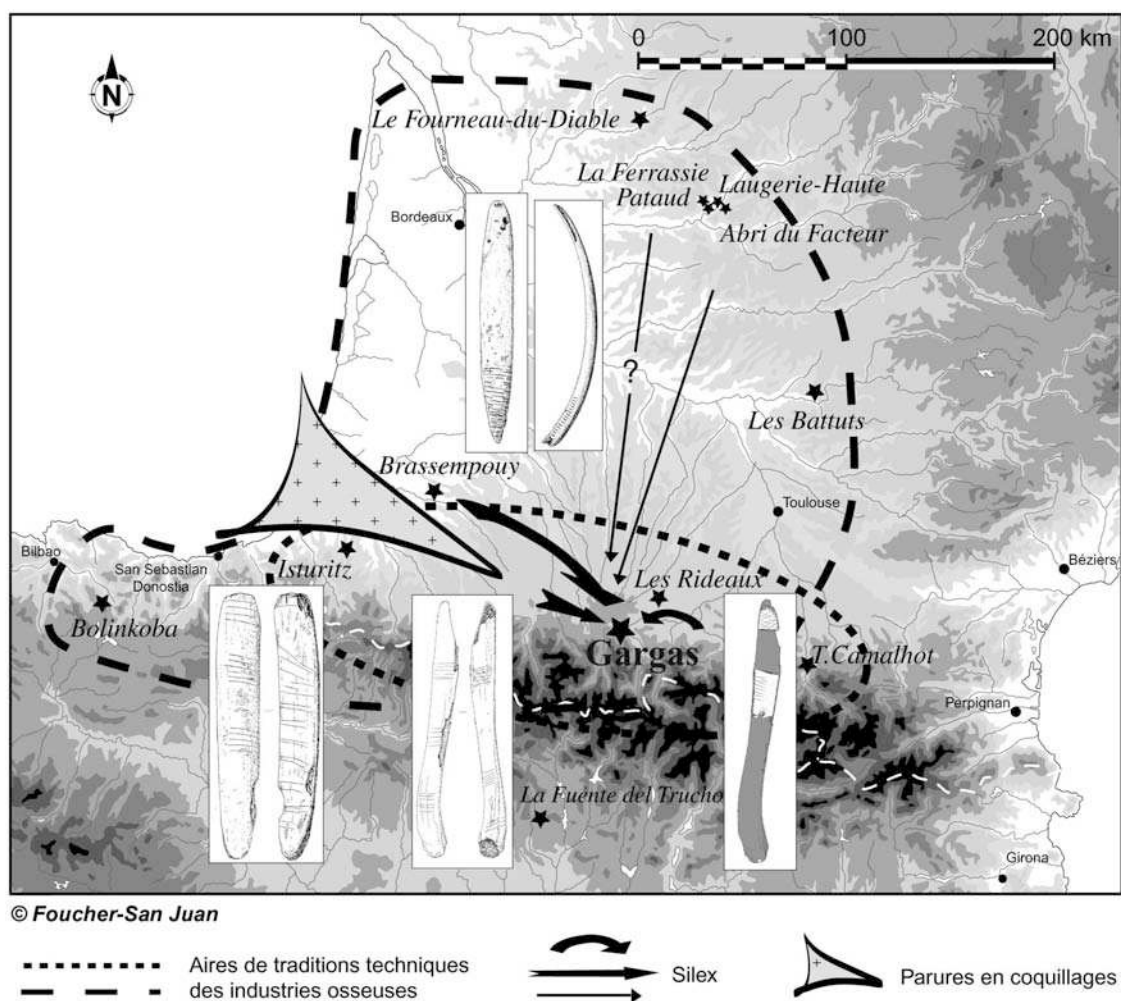 0 100 200 km
N
Le Fourneau-du-Diable
La Ferrassie
Laugerie-Haute
Pataud
Abri du Facteur
Bordeaux
?
Les Battuts
Brassempouy
Toulouse
Bilbao
San Sebastian
Donostia
Isturitz
Les Rideaux
Béziers
Bolinkoba
Gargas
T.Camalhot
Perpignan
La Fuente del Trucho
Girona
© Foucher-San Juan
Aires de traditions techniques
des industries osseuses
Silex
Parures en coquillages